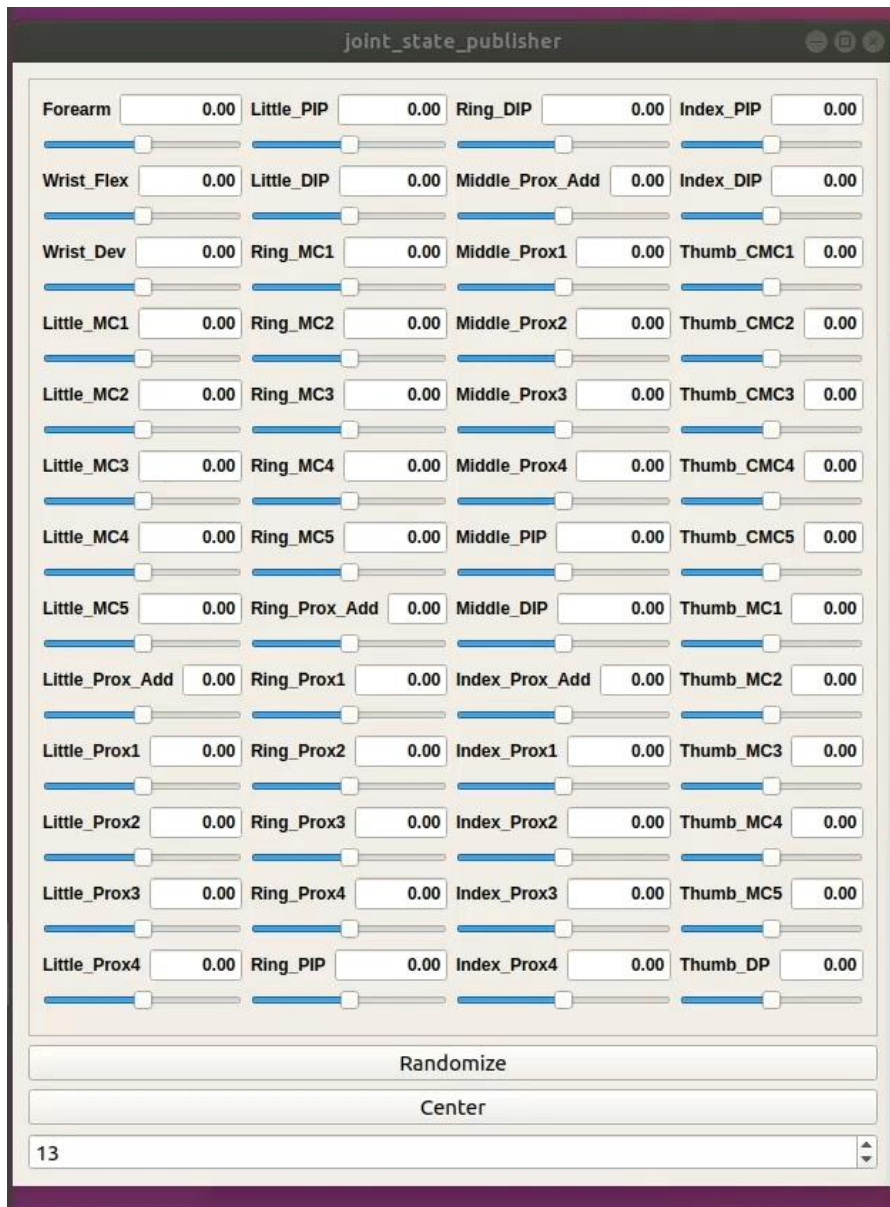 joint_state_publisher
Forearm 0.00 Little_PIP 0.00 Ring_DIP 0.00 Index_PIP 0.00
Wrist_Flex 0.00 Little_DIP 0.00 Middle_Prox_Add 0.00 Index_DIP 0.00
Wrist_Dev 0.00 Ring_MC1 0.00 Middle_Prox1 0.00 Thumb_CMC1 0.00
Little_MC1 0.00 Ring_MC2 0.00 Middle_Prox2 0.00 Thumb_CMC2 0.00
Little_MC2 0.00 Ring_MC3 0.00 Middle_Prox3 0.00 Thumb_CMC3 0.00
Little_MC3 0.00 Ring_MC4 0.00 Middle_Prox4 0.00 Thumb_CMC4 0.00
Little_MC4 0.00 Ring_MC5 0.00 Middle_PIP 0.00 Thumb_CMC5 0.00
Little_MC5 0.00 Ring_Prox_Add 0.00 Middle_DIP 0.00 Thumb_MC1 0.00
Little_Prox_Add 0.00 Ring_Prox1 0.00 Index_Prox_Add 0.00 Thumb_MC2 0.00
Little_Prox1 0.00 Ring_Prox2 0.00 Index_Prox1 0.00 Thumb_MC3 0.00
Little_Prox2 0.00 Ring_Prox3 0.00 Index_Prox2 0.00 Thumb_MC4 0.00
Little_Prox3 0.00 Ring_Prox4 0.00 Index_Prox3 0.00 Thumb_MC5 0.00
Little_Prox4 0.00 Ring_PIP 0.00 Index_Prox4 0.00 Thumb_DP 0.00
Randomize
Center
13